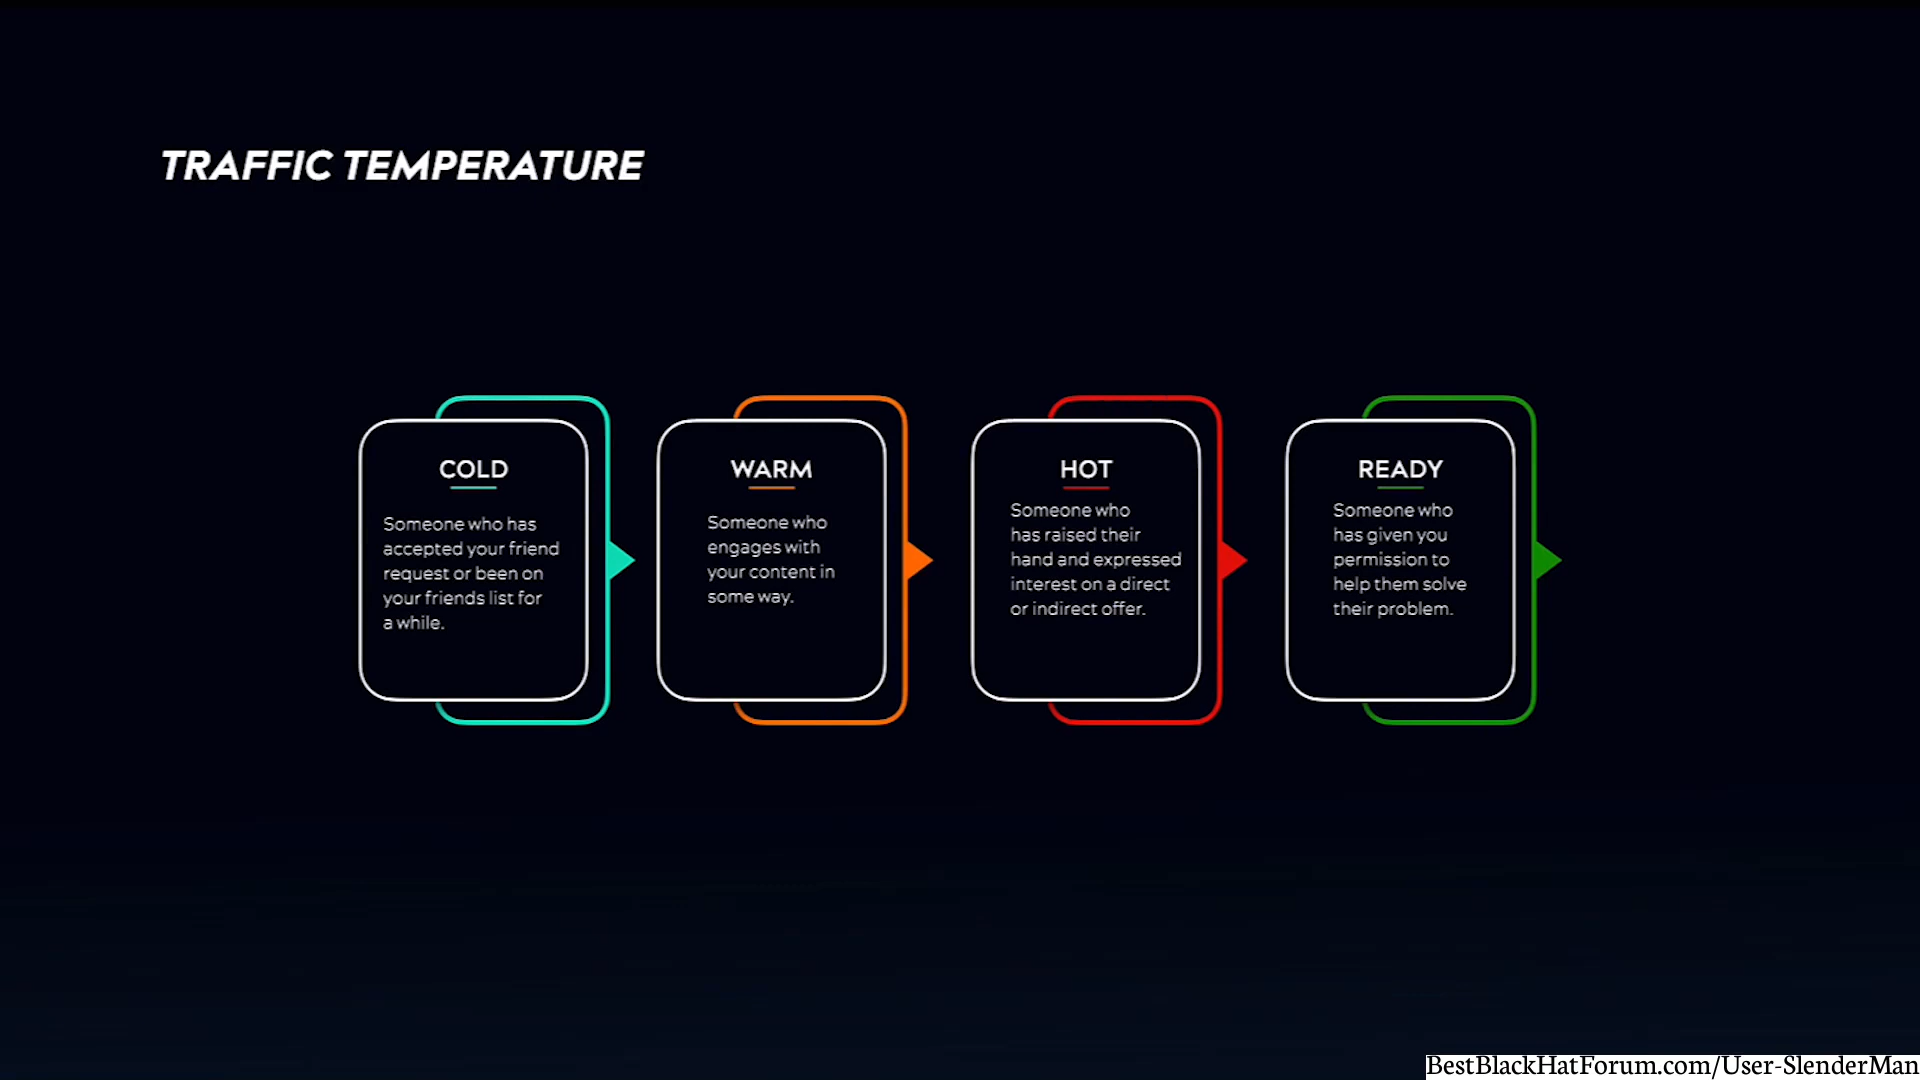 TRAFFIC TEMPERATURE
COLD
Someone who has
accepted your friend
request or been on
your friends list for
a while.
WARM
Someone who
engages with
your content in
some way.
HOT
Someone who
has raised their
hand and expressed
interest on a direct
or indirect offer.
READY
Someone who
has given you
permission to
help them solve
their problem.
BestBlackHatForum.com/User-SlenderMan